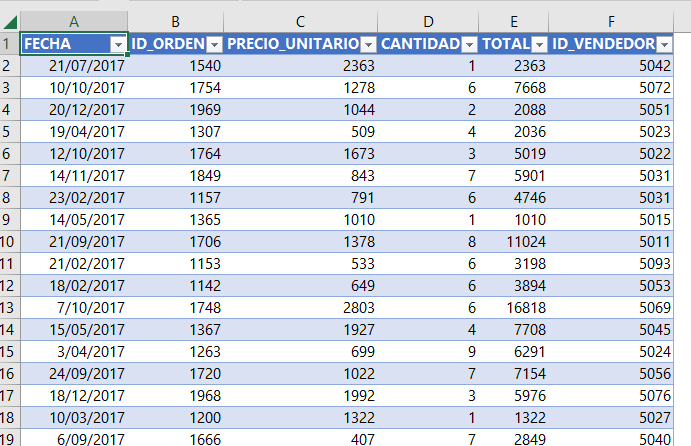 A B C D E F
1 FECHA ID_ORDEN PRECIO_UNITARIO CANTIDAD TOTAL ID_VENDEDOR
2 21/07/2017 1540 2363 1 2363 5042
3 10/10/2017 1754 1278 6 7668 5072
4 20/12/2017 1969 1044 2 2088 5051
5 19/04/2017 1307 509 4 2036 5023
6 12/10/2017 1764 1673 3 5019 5022
7 14/11/2017 1849 843 7 5901 5031
8 23/02/2017 1157 791 6 4746 5031
9 14/05/2017 1365 1010 1 1010 5015
10 21/09/2017 1706 1378 8 11024 5011
11 21/02/2017 1153 533 6 3198 5093
12 18/02/2017 1142 649 6 3894 5053
13 7/10/2017 1748 2803 6 16818 5069
14 15/05/2017 1367 1927 4 7708 5045
15 3/04/2017 1263 699 9 6291 5024
16 24/09/2017 1720 1022 7 7154 5056
17 18/12/2017 1968 1992 3 5976 5076
18 10/03/2017 1200 1322 1 1322 5027
19 6/09/2017 1666 407 7 2849 5040